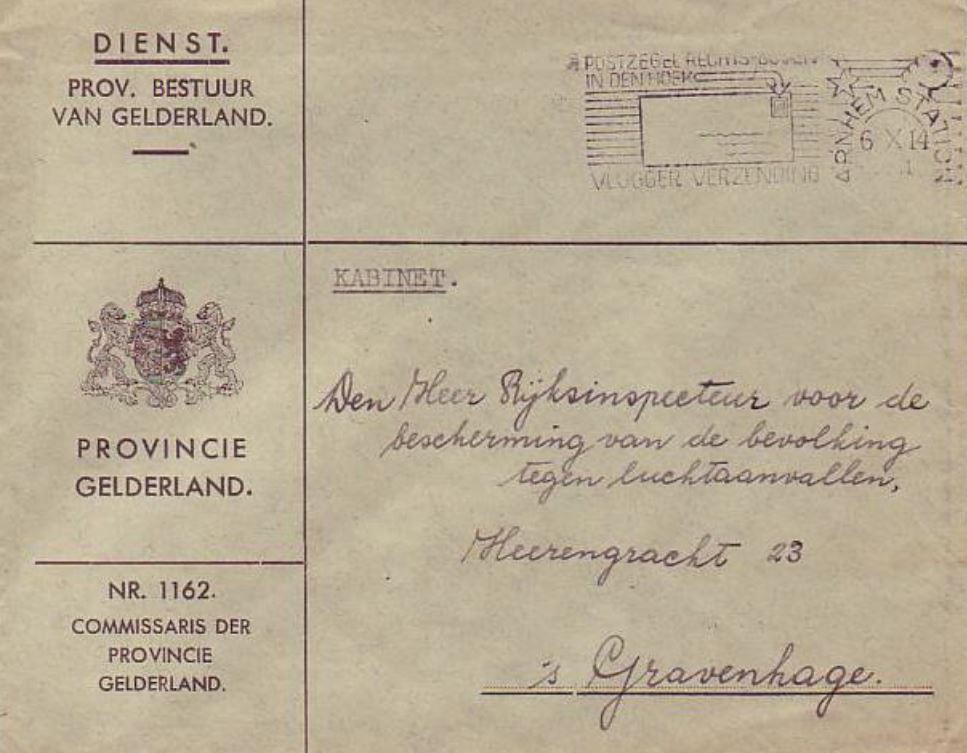 DIENST.
PROV. BESTUUR
VAN GELDERLAND.
POSTZEGEL RECHTS-BOVEN
IN DEN HOEK
VLUGGER VERZENDING
ARNHEM STATION
6 X 14
KABINET.
PROVINCIE
GELDERLAND.
Den Heer Rijksinspecteur voor de
bescherming van de bevolking
tegen luchtaanvallen,
Heerengracht 23
's Gravenhage.
NR. 1162.
COMMISSARIS DER
PROVINCIE
GELDERLAND.